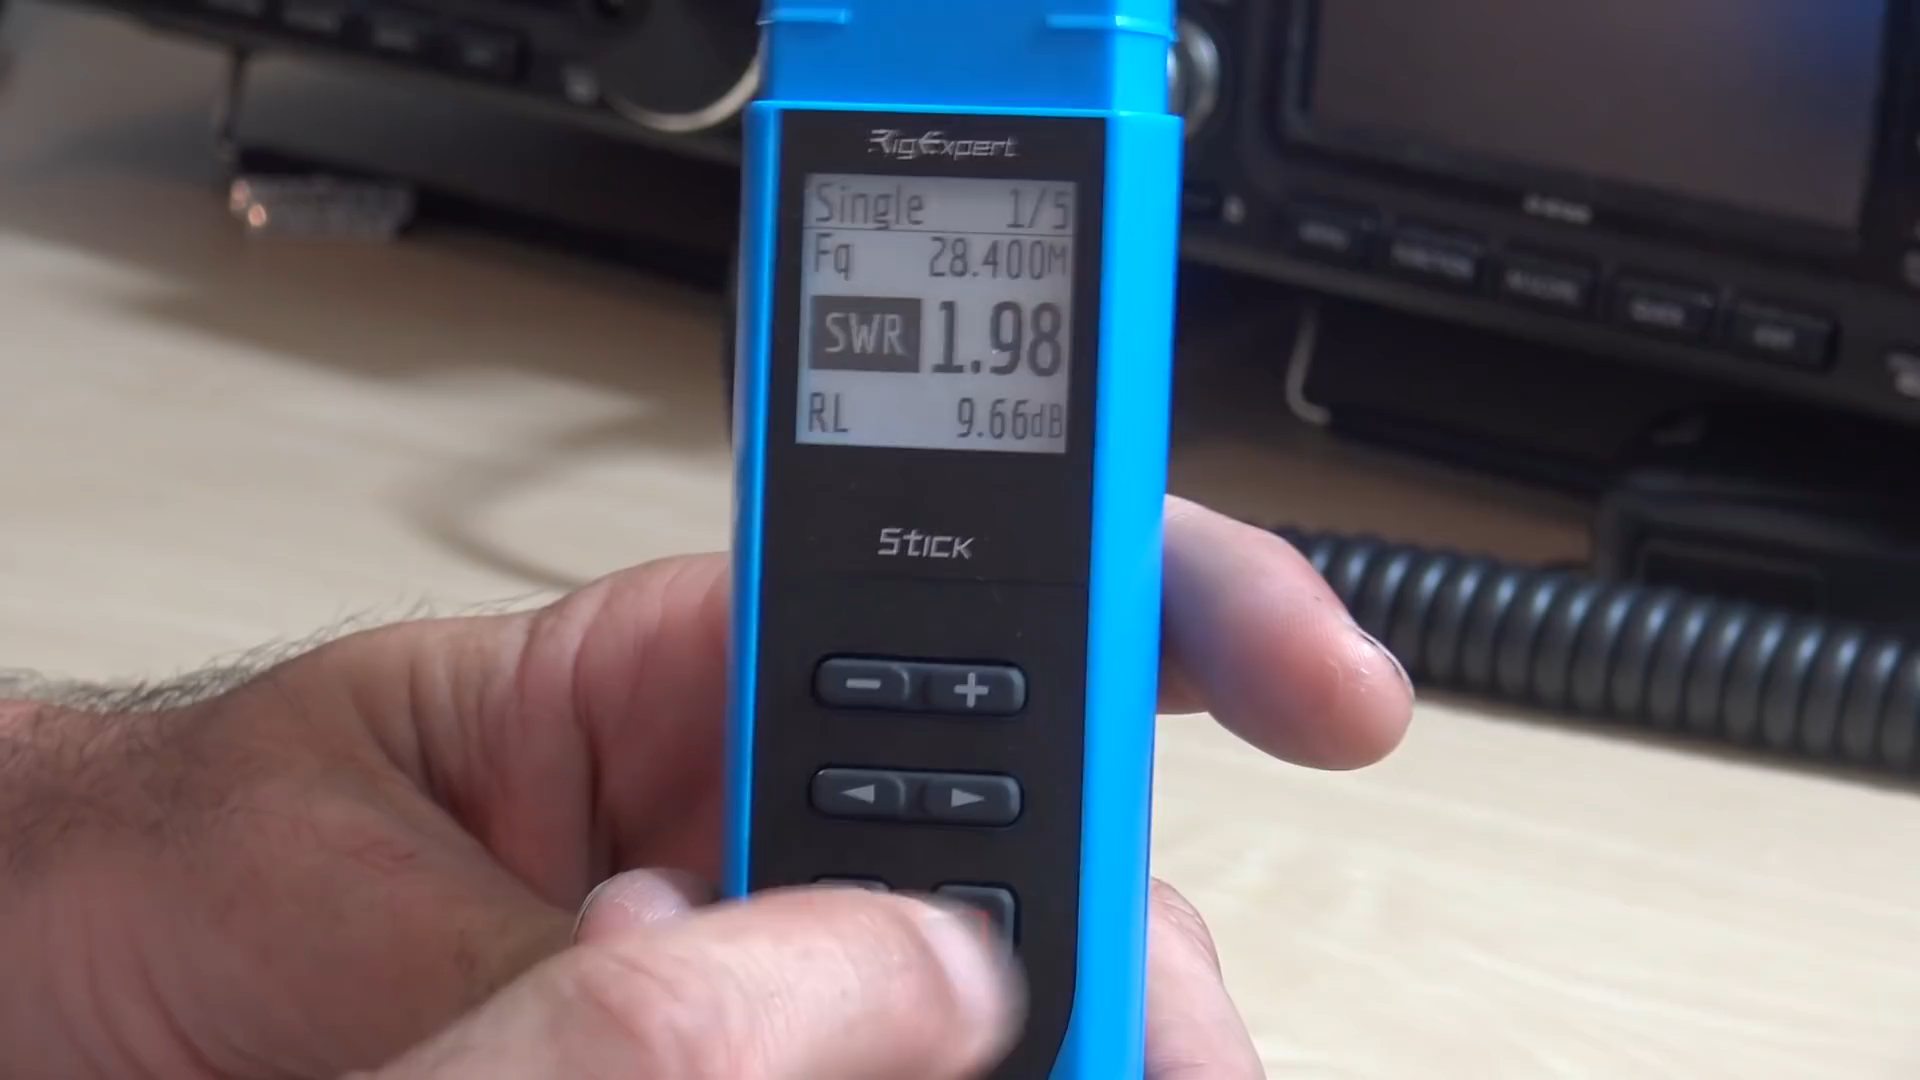 RigExpert
Single 1/5
Fq 28.400M
SWR 1.98
RL 9.66dB
Stick
- +